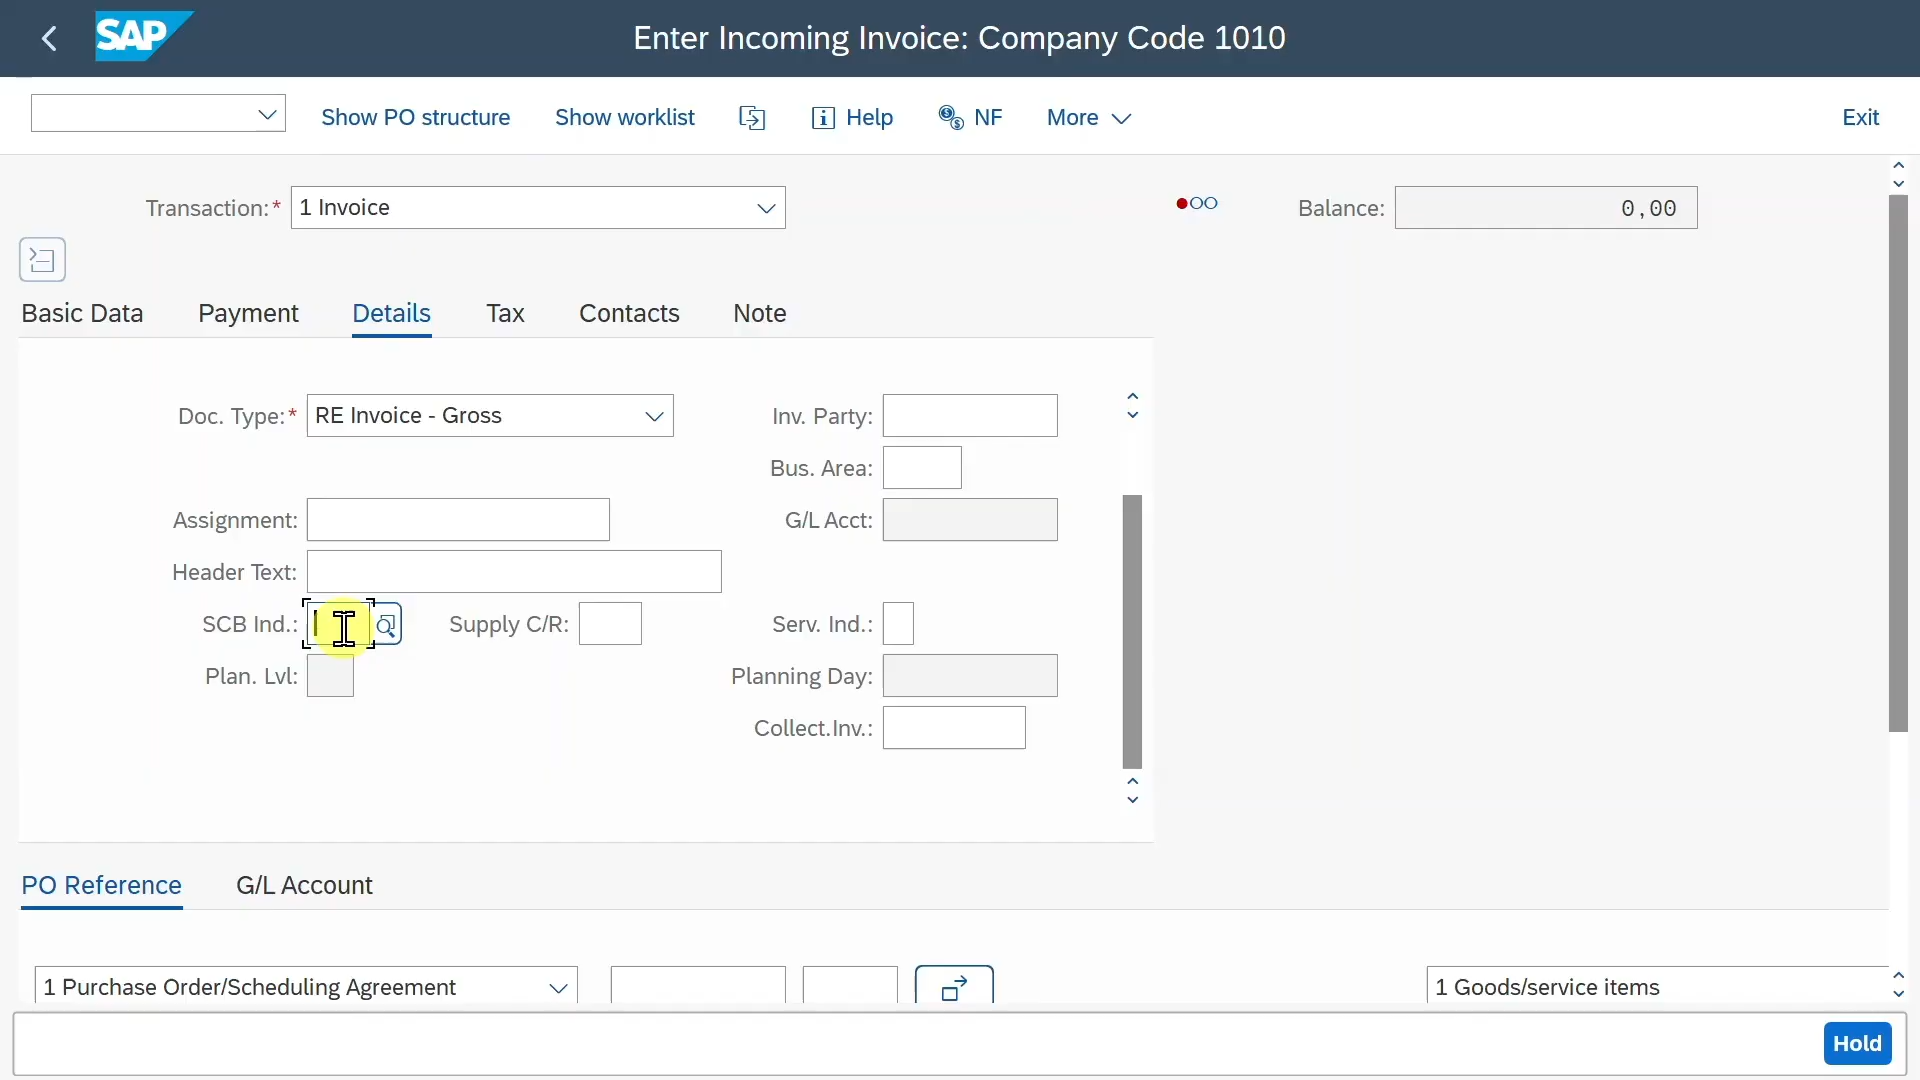 SAP
Enter Incoming Invoice: Company Code 1010
Show PO structure
Show worklist
Help
NF
More
Exit
Transaction:* 1 Invoice
Balance: 0,00
Basic Data
Payment
Details
Tax
Contacts
Note
Doc. Type:* RE Invoice - Gross
Inv. Party:
Bus. Area:
Assignment:
G/L Acct:
Header Text:
SCB Ind.:
Supply C/R:
Serv. Ind.:
Plan. Lvl:
Planning Day:
Collect.Inv.:
PO Reference
G/L Account
1 Purchase Order/Scheduling Agreement
1 Goods/service items
Hold